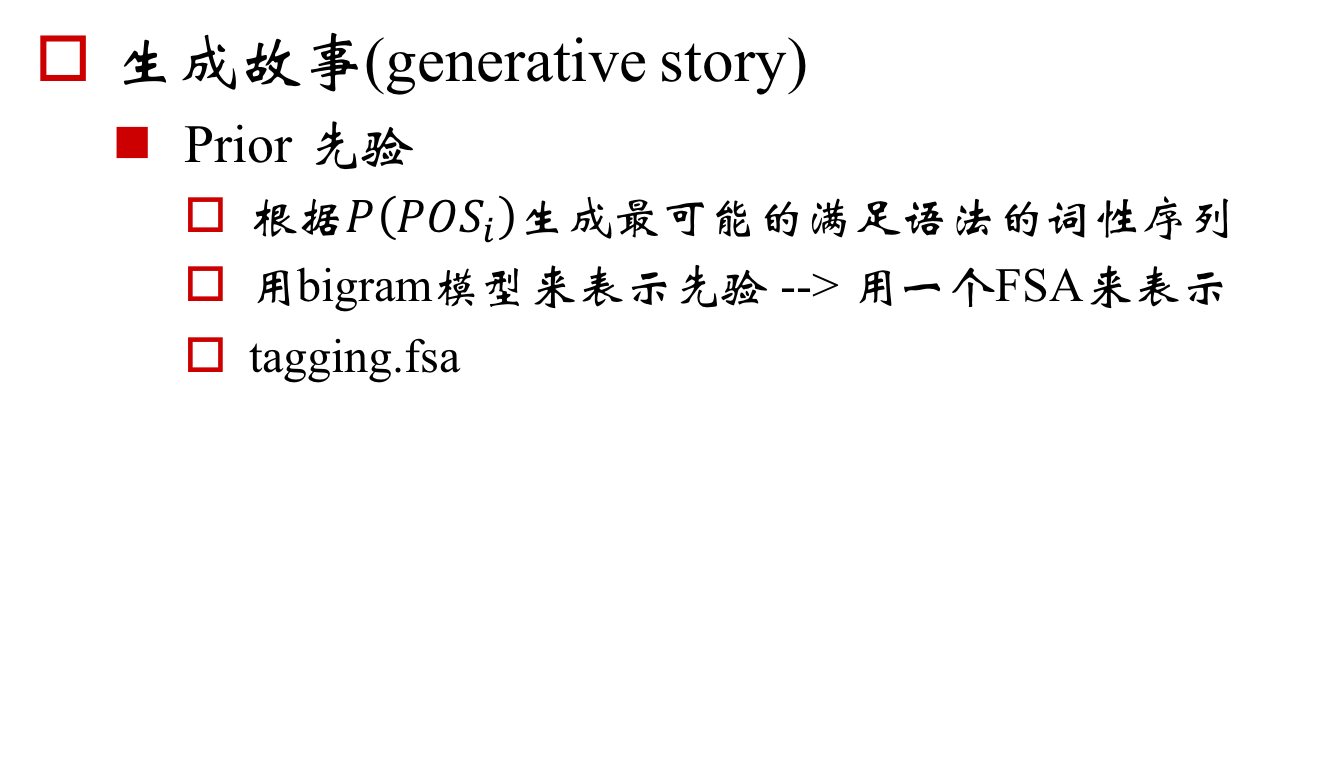 生成故事(generative story)
Prior 先验
根据P(POSᵢ)生成最可能的满足语法的词性序列
用bigram模型来表示先验 --> 用一个FSA来表示
tagging.fsa